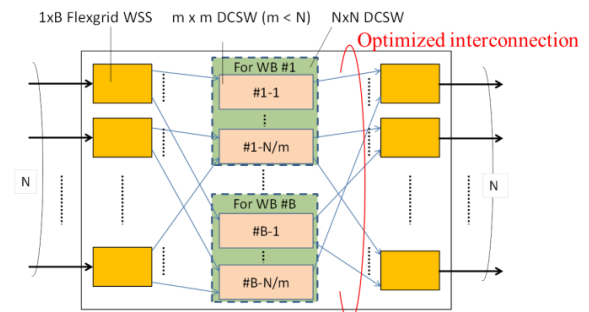 1xB Flexgrid WSS
m x m DCSW (m < N)
NxN DCSW
Optimized interconnection
For WB #1
#1-1
#1-N/m
N
N
For WB #B
#B-1
#B-N/m